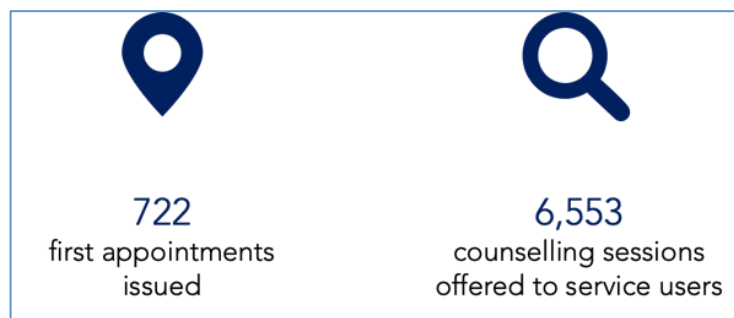 722
first appointments
issued
6,553
counselling sessions
offered to service users